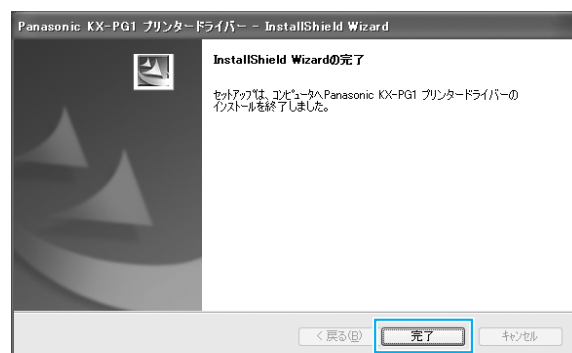 Panasonic KX-PG1 プリンタードライバー - InstallShield Wizard
InstallShield Wizardの完了
セットアップは、コンピュータへPanasonic KX-PG1 プリンタードライバーの
インストールを終了しました。
< 戻る(B)
完了
キャンセル